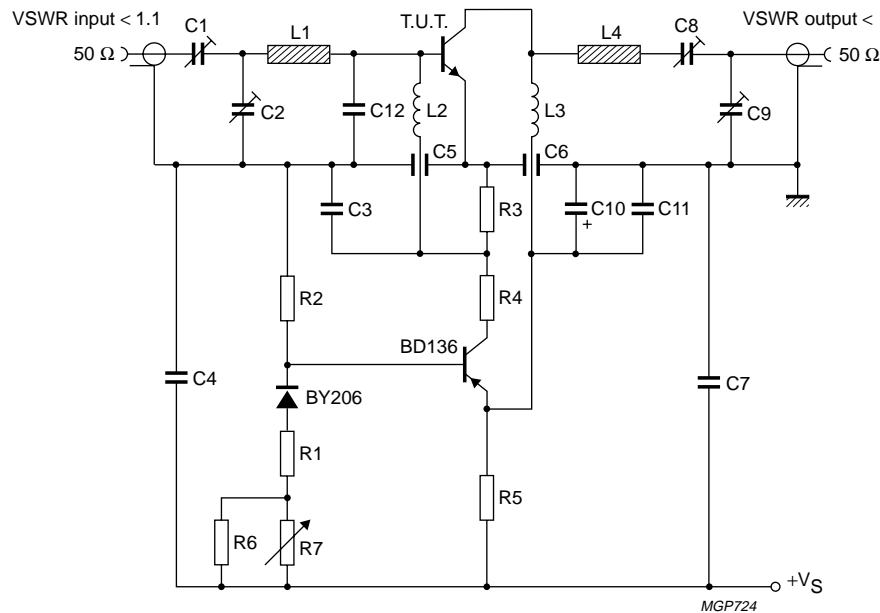 VSWR input < 1.1
C1
L1
T.U.T.
L4
C8
VSWR output <
50 Ω
50 Ω
C2
C12
L2
L3
C9
C5
C6
C3
R3
C10
C11
+
R2
R4
BD136
C4
C7
BY206
R1
R5
R6
R7
+VS
MGP724